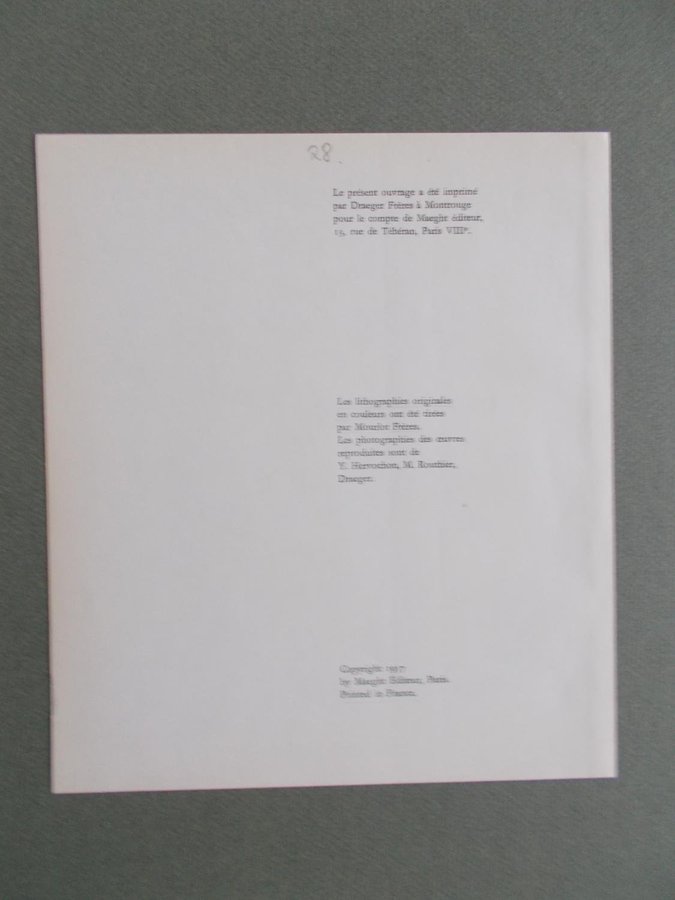 28.
Le présent ouvrage a été imprimé
par Draeger Frères à Montrouge
pour le compte de Maeght éditeur,
13, rue de Téhéran, Paris VIIIᵉ.
Les lithographies originales
en couleurs ont été tirées
par Mourlot Frères.
Les photographies des œuvres
reproduites sont de
Y. Hervochon, M. Routhier,
Draeger.
Copyright 1957
by Maeght Éditeur, Paris.
Printed in France.